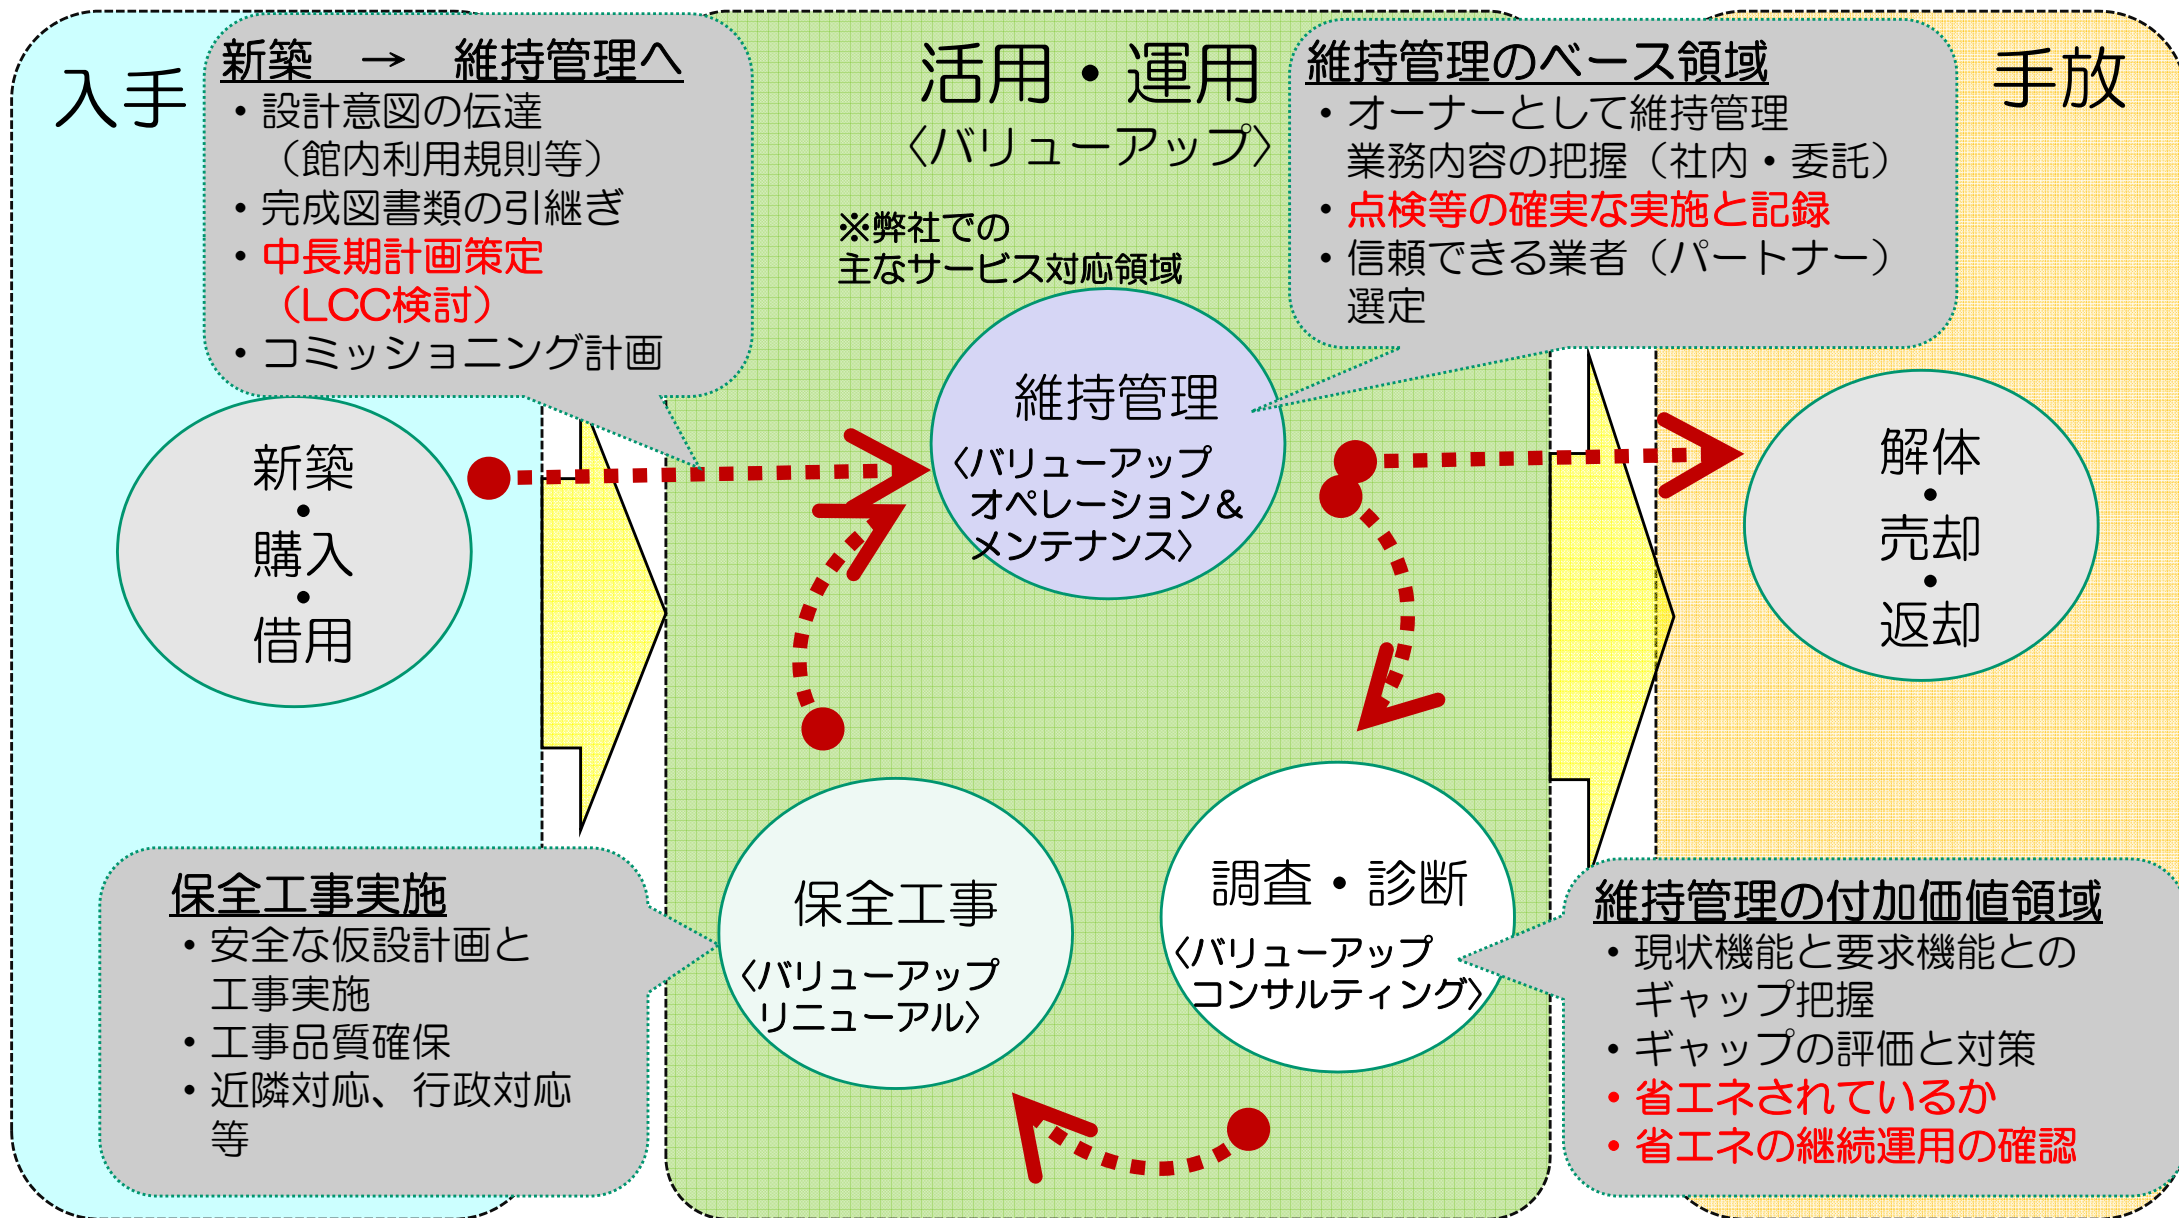 入手
新築　→　維持管理へ
・設計意図の伝達
（館内利用規則等）
・完成図書類の引継ぎ
・中長期計画策定
（LCC検討）
・コミッショニング計画
活用・運用
〈バリューアップ〉
※弊社での
主なサービス対応領域
維持管理のベース領域
・オーナーとして維持管理
業務内容の把握（社内・委託）
・点検等の確実な実施と記録
・信頼できる業者（パートナー）
選定
手放
新築
・
購入
・
借用
維持管理
〈バリューアップ
オペレーション＆
メンテナンス〉
解体
・
売却
・
返却
保全工事実施
・安全な仮設計画と
工事実施
・工事品質確保
・近隣対応、行政対応
等
保全工事
〈バリューアップ
リニューアル〉
調査・診断
〈バリューアップ
コンサルティング〉
維持管理の付加価値領域
・現状機能と要求機能との
ギャップ把握
・ギャップの評価と対策
・省エネされているか
・省エネの継続運用の確認